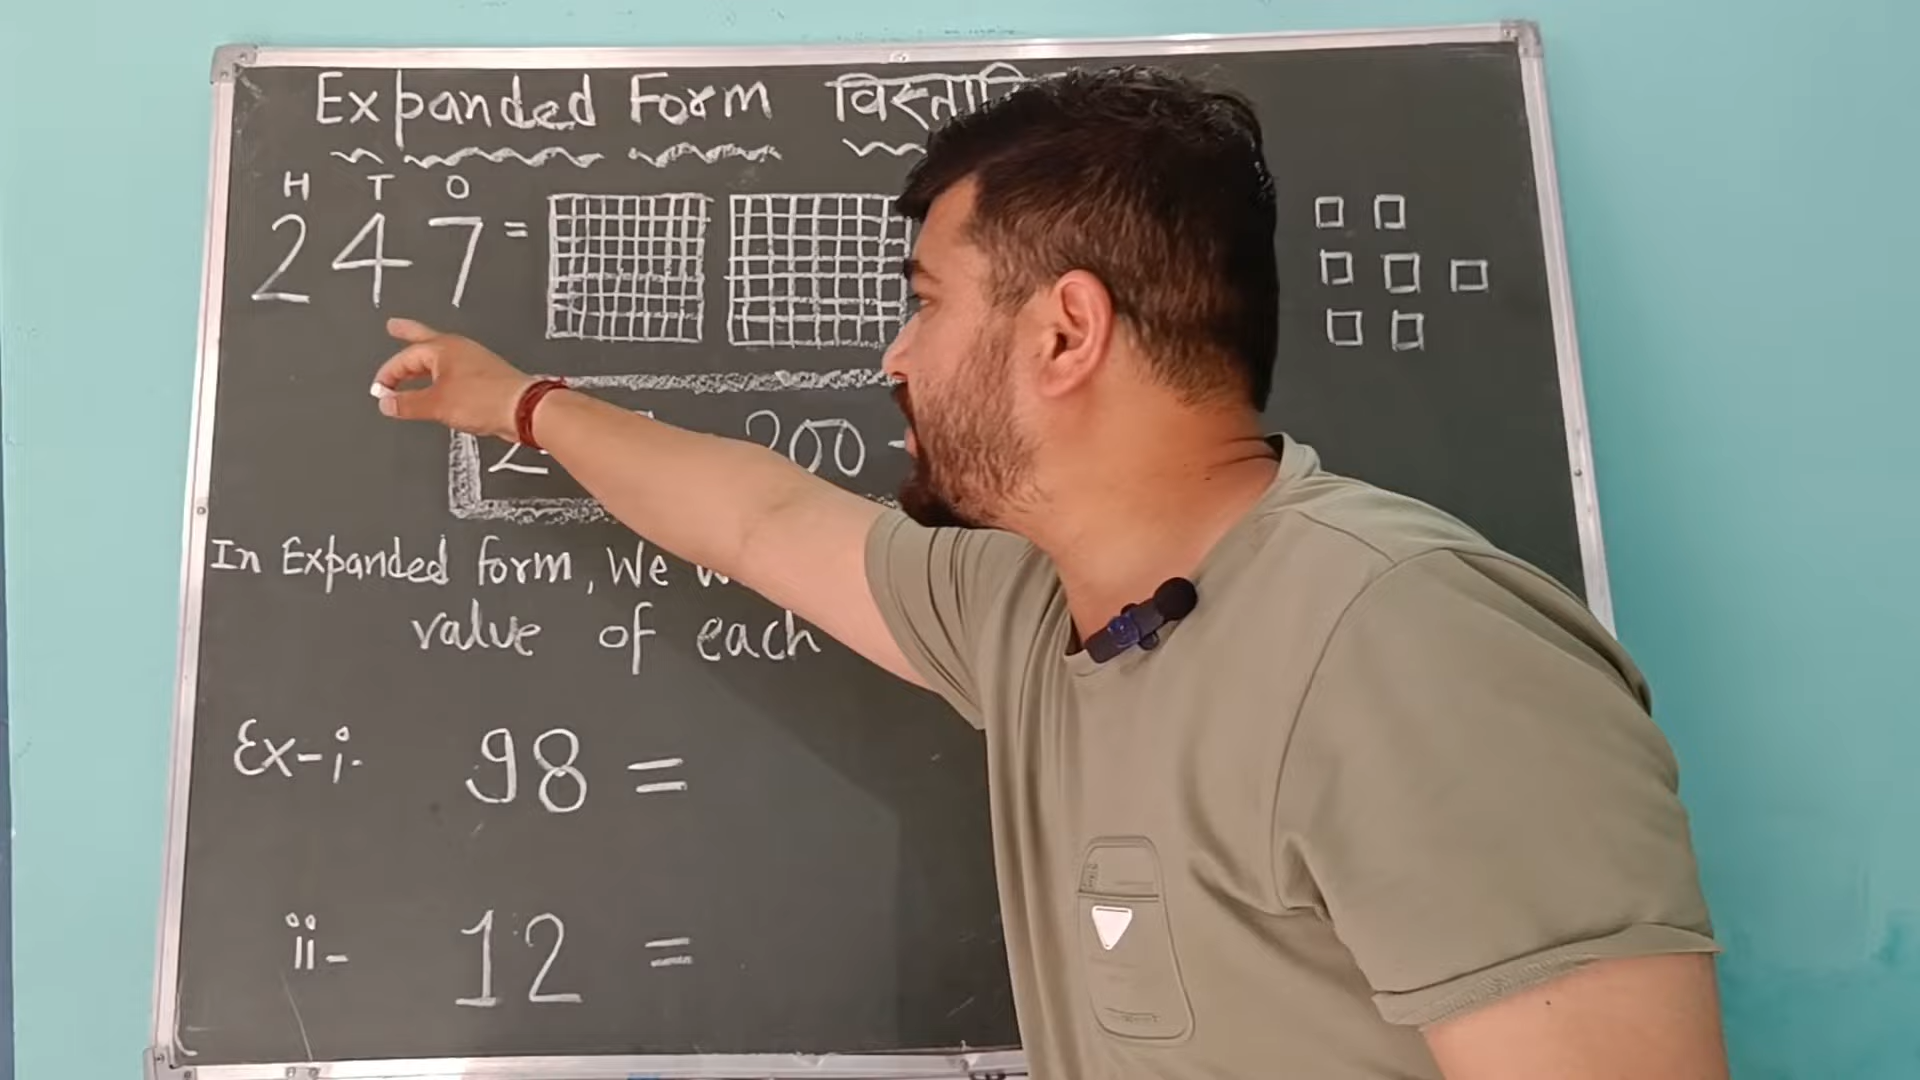 Expanded Form
H T O
247 =
200
In Expanded form, We
value of each
Ex-i- 98 =
ii- 12 =